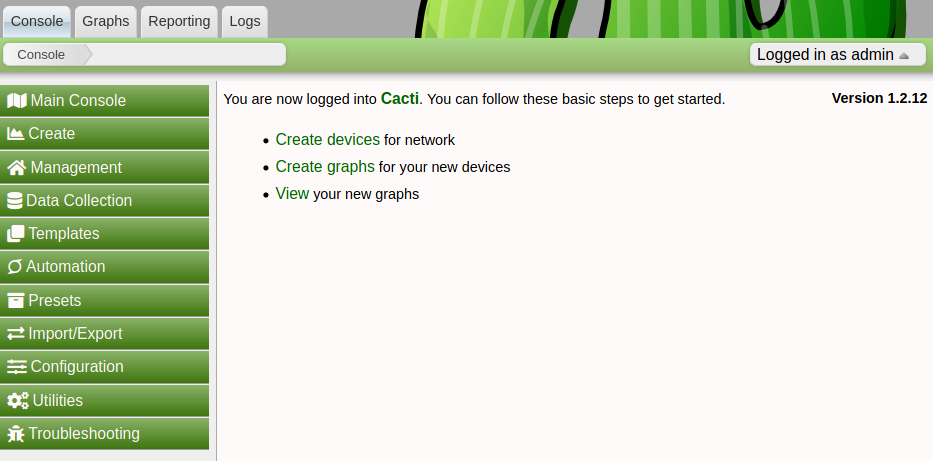 Console Graphs Reporting Logs
Console
Logged in as admin
Main Console
Create
Management
Data Collection
Templates
Automation
Presets
Import/Export
Configuration
Utilities
Troubleshooting
You are now logged into Cacti. You can follow these basic steps to get started.
Version 1.2.12
Create devices for network
Create graphs for your new devices
View your new graphs